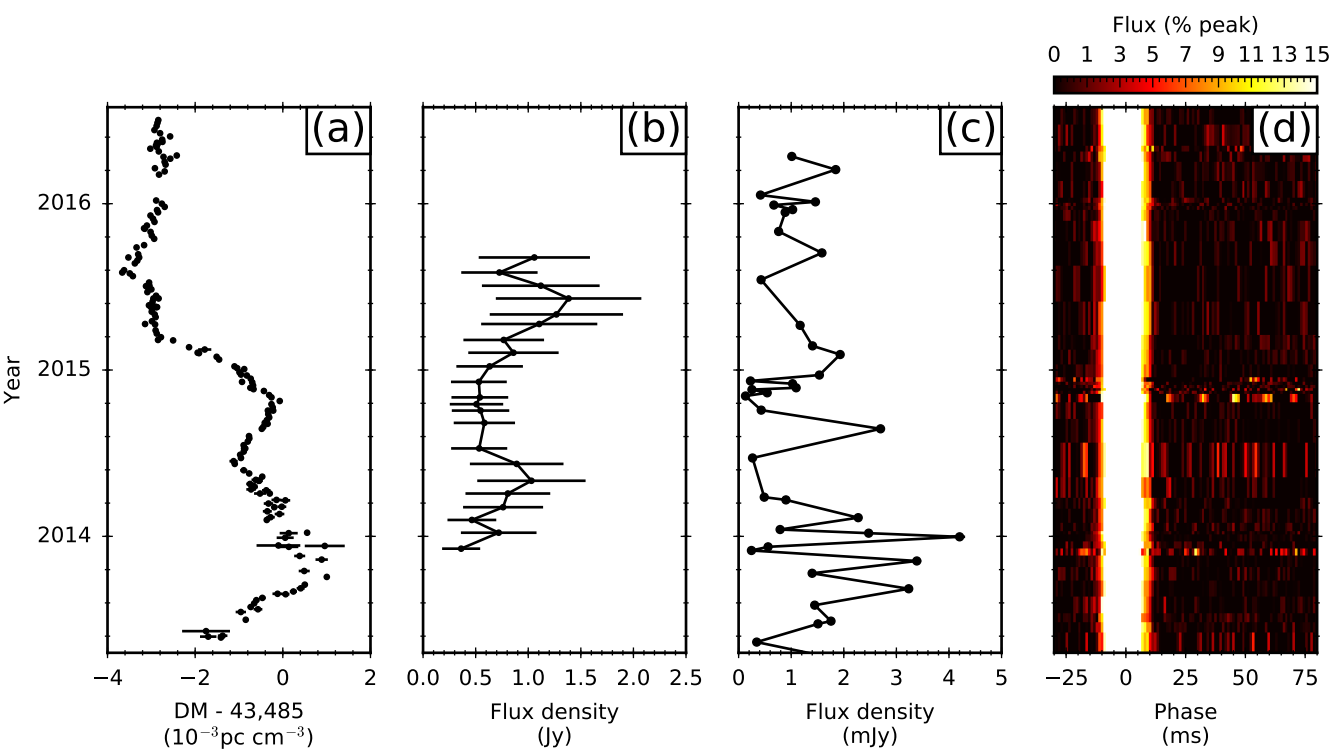 Flux (% peak)
0 1 3 5 7 9 11 13 15
(a) (b) (c) (d)
2016
2015
2014
Year
−4 −2 0 2
0.0 0.5 1.0 1.5 2.0 2.5
0 1 2 3 4 5
−25 0 25 50 75
DM - 43,485
(10⁻³pc cm⁻³)
Flux density
(Jy)
Flux density
(mJy)
Phase
(ms)